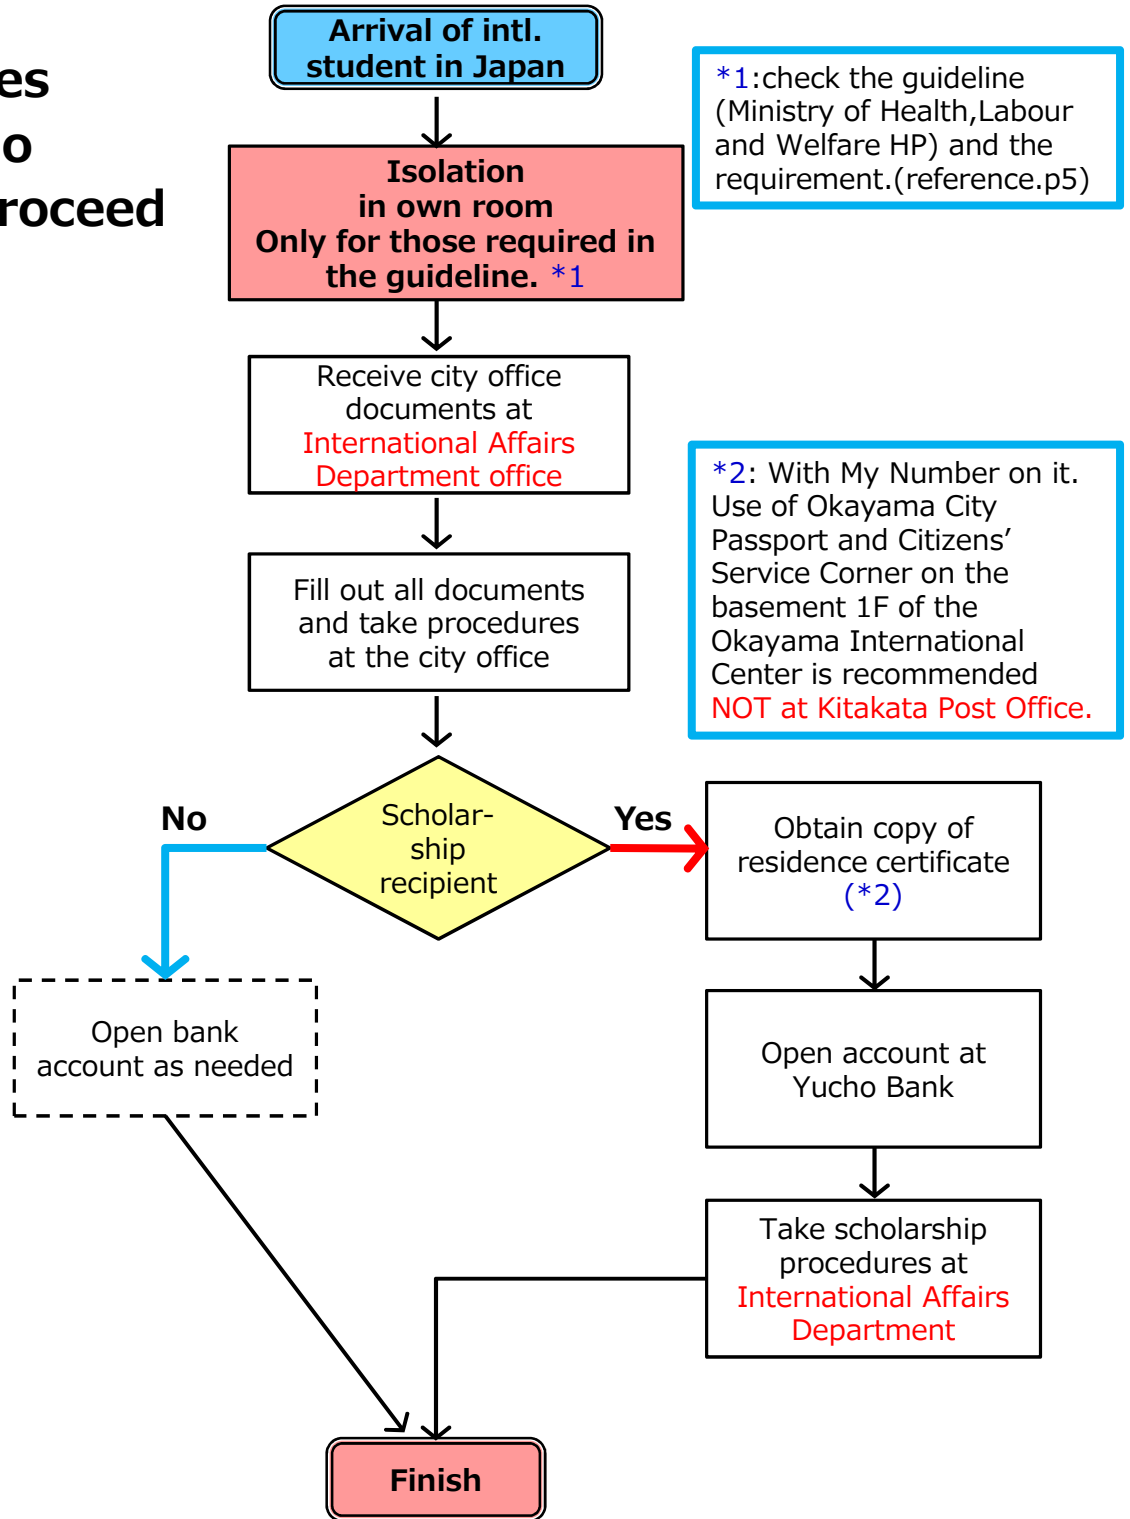 Arrival of intl.
student in Japan
es
o
roceed
*1:check the guideline
(Ministry of Health,Labour
and Welfare HP) and the
requirement.(reference.p5)
Isolation
in own room
Only for those required in
the guideline. *1
Receive city office
documents at
International Affairs
Department office
*2: With My Number on it.
Use of Okayama City
Passport and Citizens’
Service Corner on the
basement 1F of the
Okayama International
Center is recommended
NOT at Kitakata Post Office.
Fill out all documents
and take procedures
at the city office
No
Scholar-
ship
recipient
Yes
Obtain copy of
residence certificate
(*2)
Open bank
account as needed
Open account at
Yucho Bank
Take scholarship
procedures at
International Affairs
Department
Finish